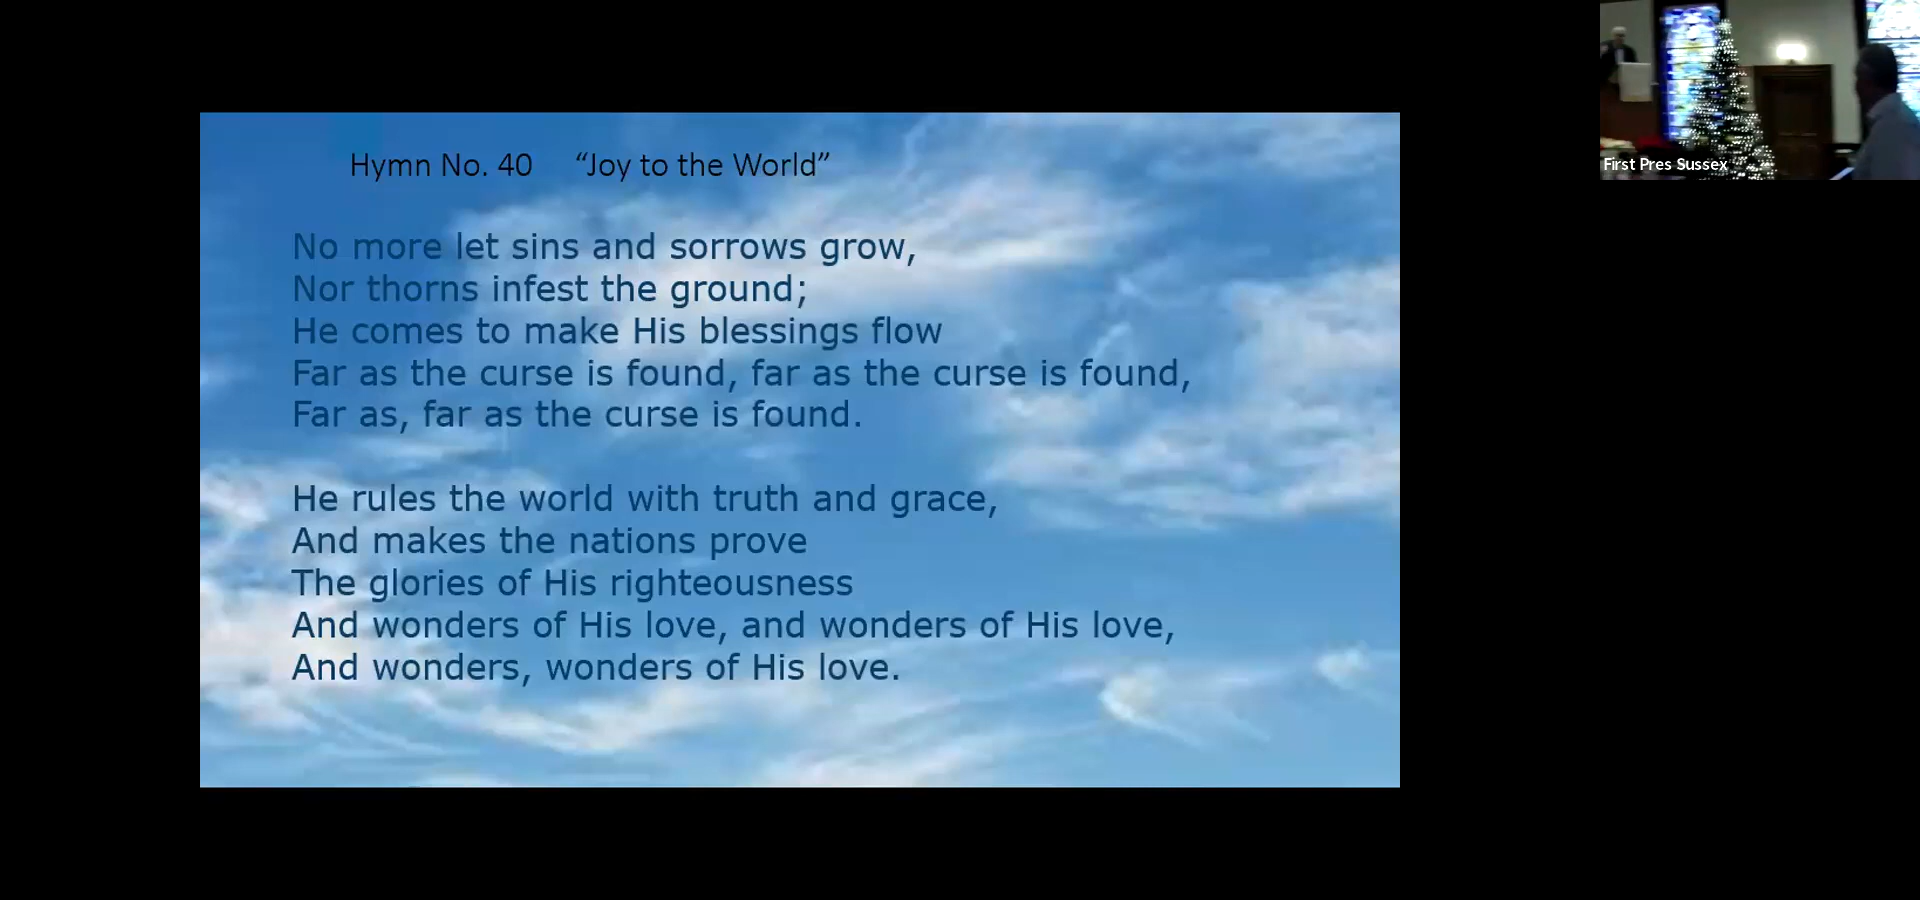 Hymn No. 40 “Joy to the World”
No more let sins and sorrows grow,
Nor thorns infest the ground;
He comes to make His blessings flow
Far as the curse is found, far as the curse is found,
Far as, far as the curse is found.
He rules the world with truth and grace,
And makes the nations prove
The glories of His righteousness
And wonders of His love, and wonders of His love,
And wonders, wonders of His love.
First Pres Sussex